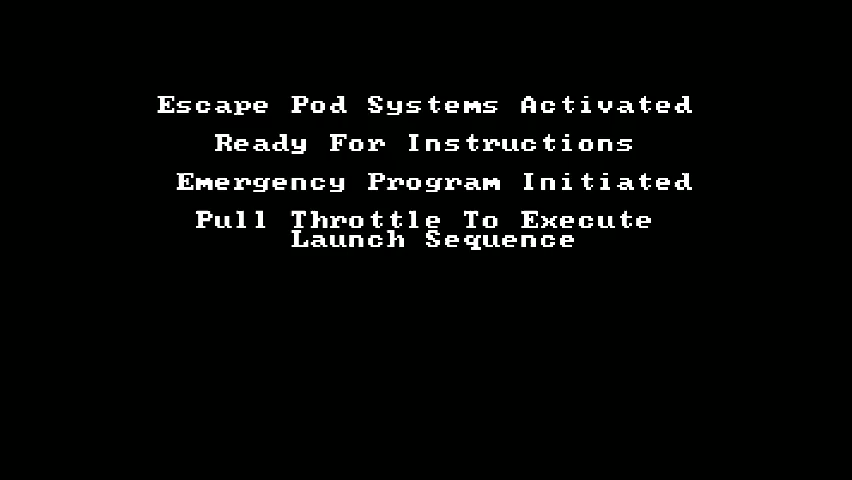 Escape Pod Systems Activated
Ready For Instructions
Emergency Program Initiated
Pull Throttle To Execute
Launch Sequence